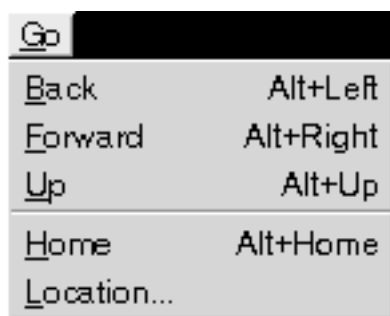 Go
Back Alt+Left
Forward Alt+Right
Up Alt+Up
Home Alt+Home
Location...